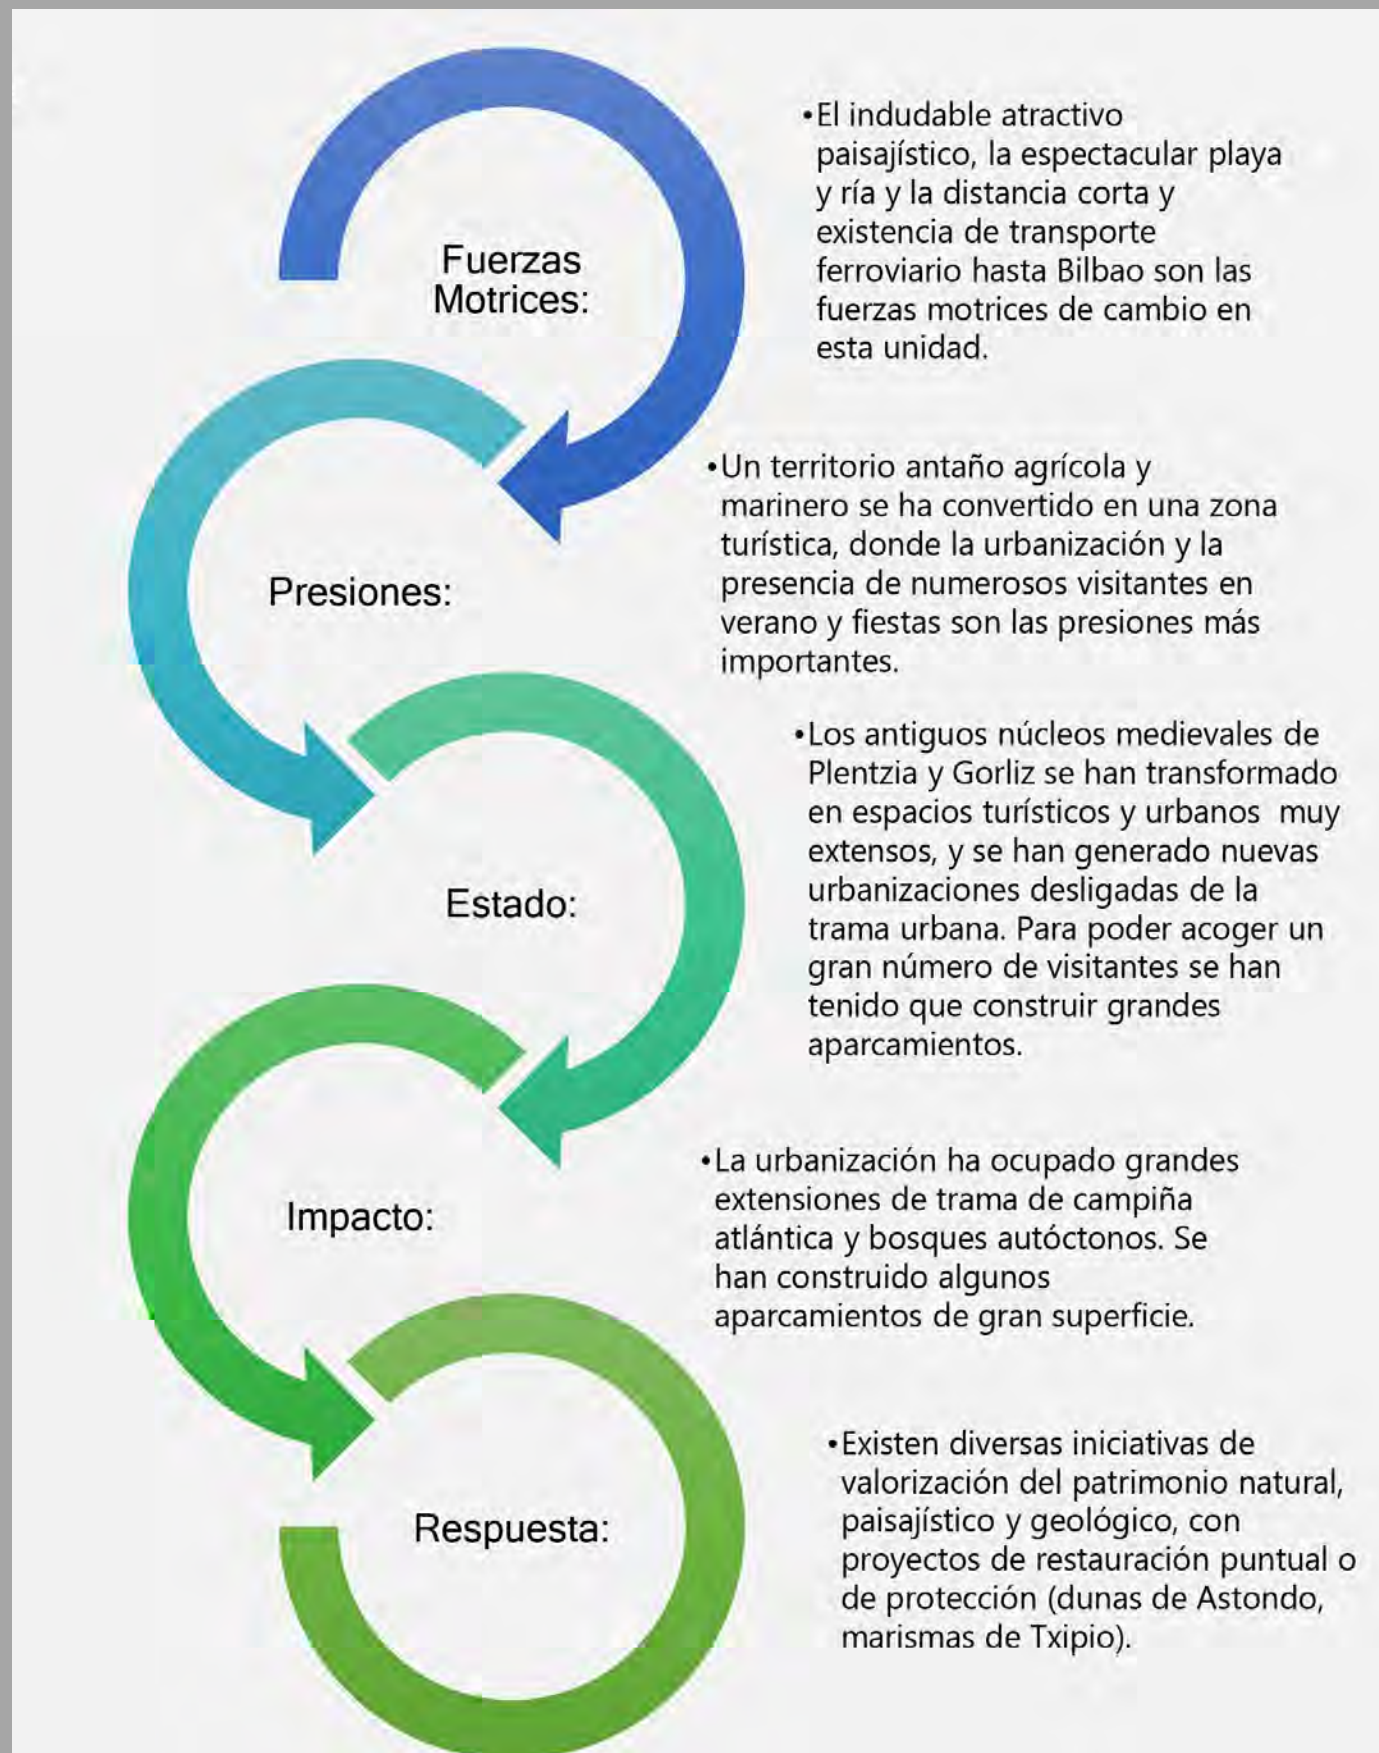 Fuerzas
Motrices:
•El indudable atractivo
paisajístico, la espectacular playa
y ría y la distancia corta y
existencia de transporte
ferroviario hasta Bilbao son las
fuerzas motrices de cambio en
esta unidad.
Presiones:
•Un territorio antaño agrícola y
marinero se ha convertido en una zona
turística, donde la urbanización y la
presencia de numerosos visitantes en
verano y fiestas son las presiones más
importantes.
Estado:
•Los antiguos núcleos medievales de
Plentzia y Gorliz se han transformado
en espacios turísticos y urbanos  muy
extensos, y se han generado nuevas
urbanizaciones desligadas de la
trama urbana. Para poder acoger un
gran número de visitantes se han
tenido que construir grandes
aparcamientos.
Impacto:
•La urbanización ha ocupado grandes
extensiones de trama de campiña
atlántica y bosques autóctonos. Se
han construido algunos
aparcamientos de gran superficie.
Respuesta:
•Existen diversas iniciativas de
valorización del patrimonio natural,
paisajístico y geológico, con
proyectos de restauración puntual o
de protección (dunas de Astondo,
marismas de Txipio).